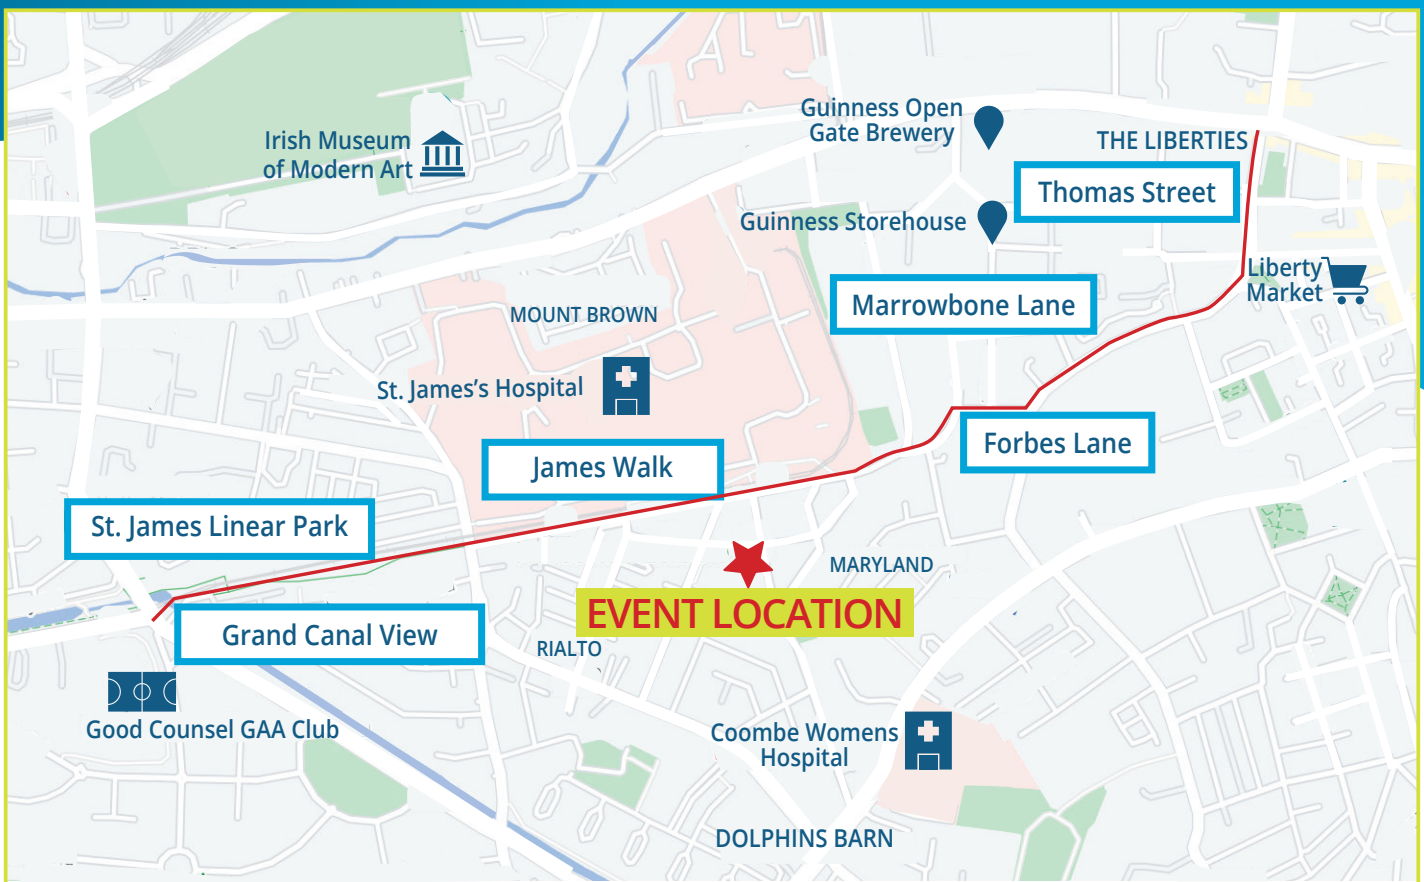 Guinness Open
Gate Brewery
THE LIBERTIES
Irish Museum
of Modern Art
Thomas Street
Guinness Storehouse
Liberty
Market
Marrowbone Lane
MOUNT BROWN
St. James's Hospital
Forbes Lane
James Walk
St. James Linear Park
MARYLAND
EVENT LOCATION
Grand Canal View
RIALTO
Good Counsel GAA Club
Coombe Womens
Hospital
DOLPHINS BARN